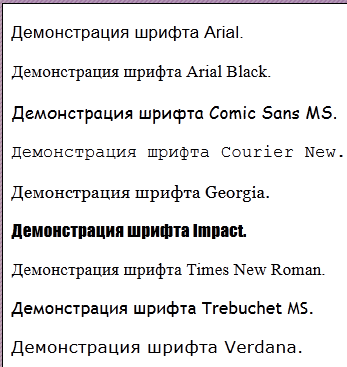 Демонстрация шрифта Arial.
Демонстрация шрифта Arial Black.
Демонстрация шрифта Comic Sans MS.
Демонстрация шрифта Courier New.
Демонстрация шрифта Georgia.
Демонстрация шрифта Impact.
Демонстрация шрифта Times New Roman.
Демонстрация шрифта Trebuchet MS.
Демонстрация шрифта Verdana.